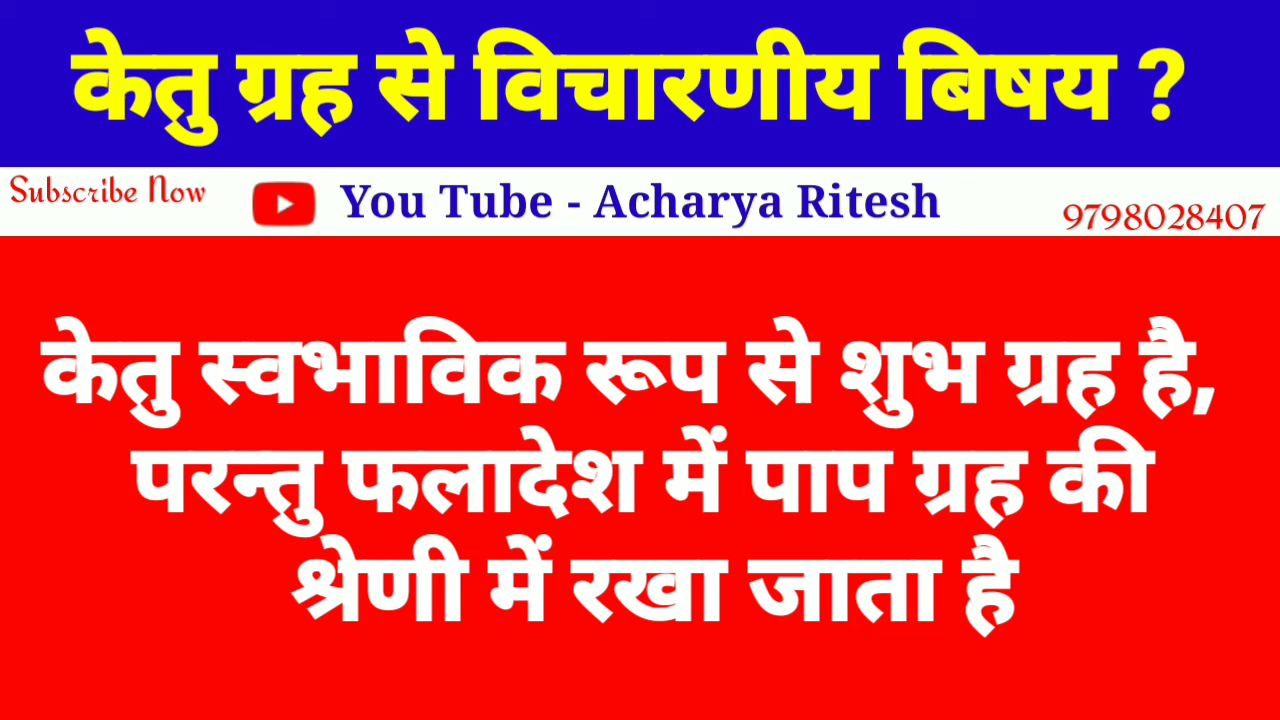 केतु ग्रह से विचारणीय बिषय ?
Subscribe Now
You Tube - Acharya Ritesh
9798028407
केतु स्वभाविक रूप से शुभ ग्रह है,
परन्तु फलादेश में पाप ग्रह की
श्रेणी में रखा जाता है